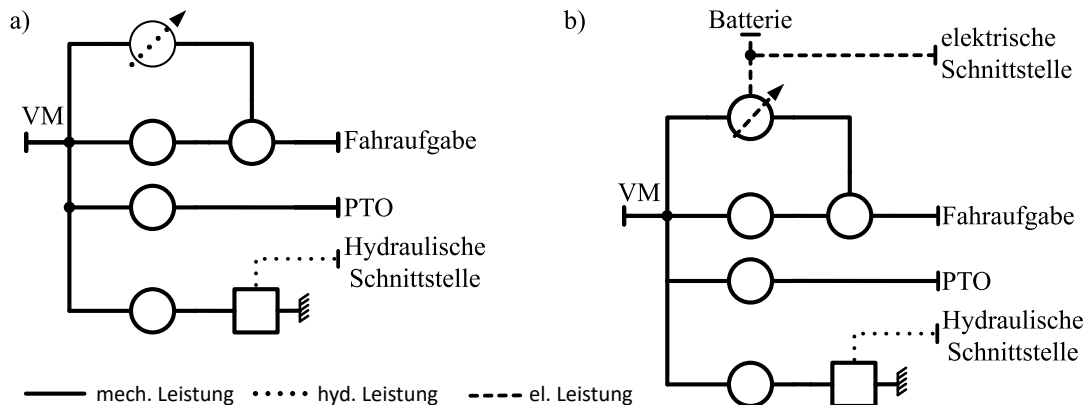 a)
VM
Fahraufgabe
PTO
Hydraulische
Schnittstelle
b)
Batterie
elektrische
Schnittstelle
VM
Fahraufgabe
PTO
Hydraulische
Schnittstelle
mech. Leistung hyd. Leistung el. Leistung